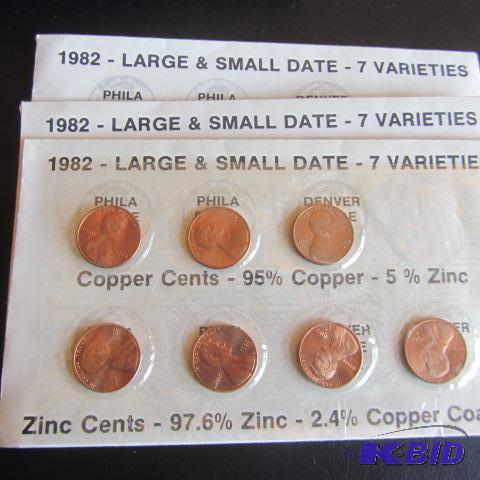 1982 - LARGE & SMALL DATE - 7 VARIETIES
PHILA PHILA DENVER
1982 - LARGE & SMALL DATE - 7 VARIETIES
1982 - LARGE & SMALL DATE - 7 VARIETIE
PHILA PHILA DENVER
Copper Cents - 95% Copper - 5 % Zinc
Zinc Cents - 97.6% Zinc - 2.4% Copper Coa
K-BID